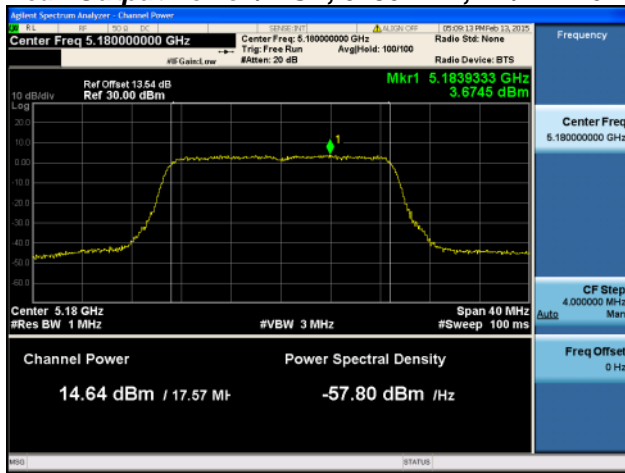 Agilent Spectrum Analyzer - Channel Power
RL RF 50 Ω DC SENSE:INT ALIGN OFF 05:09:13 PM Feb 13, 2015
Center Freq 5.180000000 GHz Center Freq: 5.180000000 GHz Radio Std: None Frequency
Trig: Free Run Avg|Hold: 100/100
#IFGain:Low #Atten: 20 dB Radio Device: BTS
Mkr1 5.1839333 GHz
3.6745 dBm
Ref Offset 13.54 dB
10 dB/div Ref 30.00 dBm
Log
20.0
10.0
0.00
-10.0
-20.0
-30.0
-40.0
-50.0
-60.0
1
Center Freq
5.180000000 GHz
Center 5.18 GHz Span 40 MHz
#Res BW 1 MHz #VBW 3 MHz #Sweep 100 ms
CF Step
4.000000 MHz
Auto Man
Channel Power Power Spectral Density
14.64 dBm / 17.57 MH -57.80 dBm /Hz
Freq Offset
0 Hz
MSG STATUS